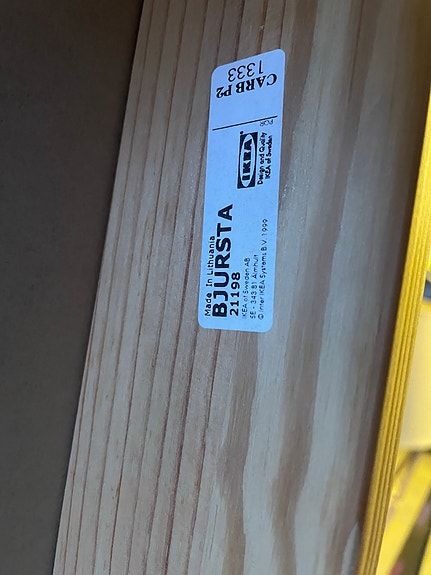 Made In Lithuania
BJURSTA
21198
IKEA of Sweden AB
SE - 343 81 Älmhult
© Inter IKEA Systems B.V. 1999
IKEA
Design and Quality
IKEA of Sweden
CARB P2
1333